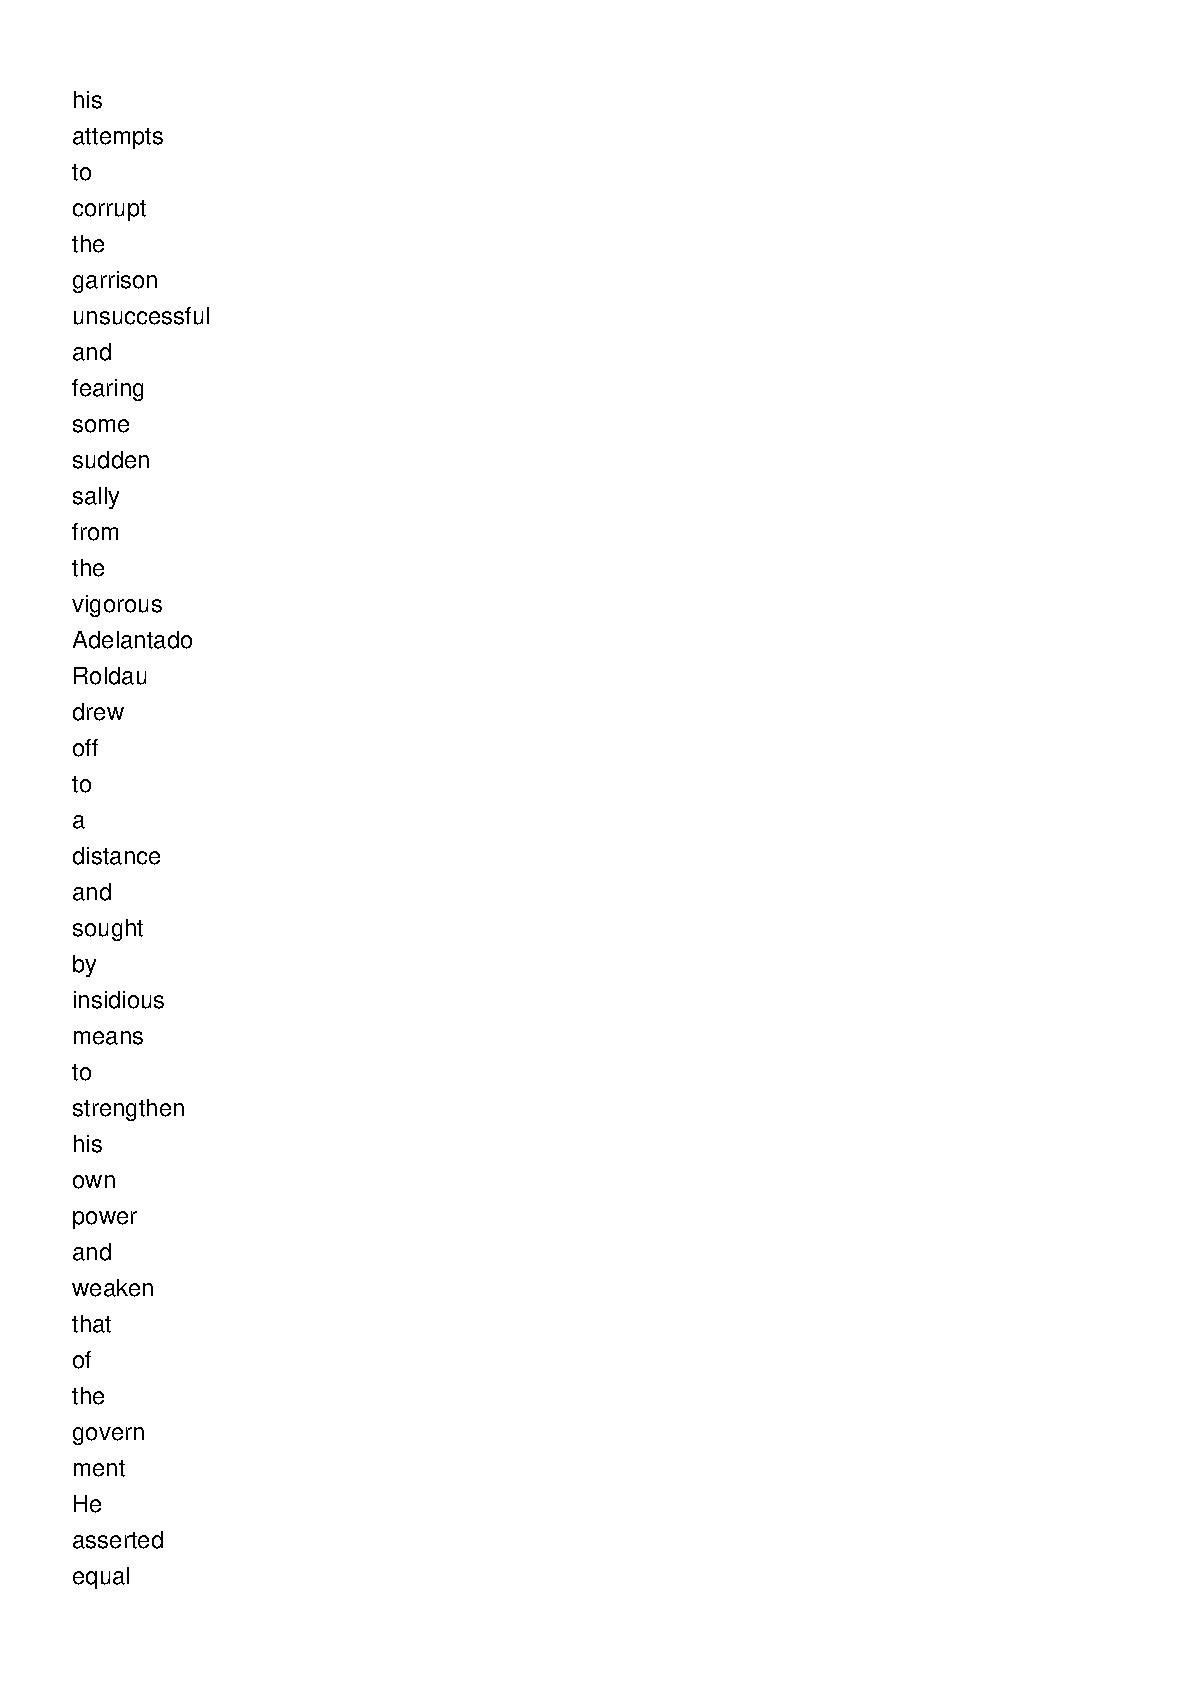 his
attempts
to
corrupt
the
garrison
unsuccessful
and
fearing
some
sudden
sally
from
the
vigorous
Adelantado
Roldau
drew
off
to
a
distance
and
sought
by
insidious
means
to
strengthen
his
own
power
and
weaken
that
of
the
govern
ment
He
asserted
equal